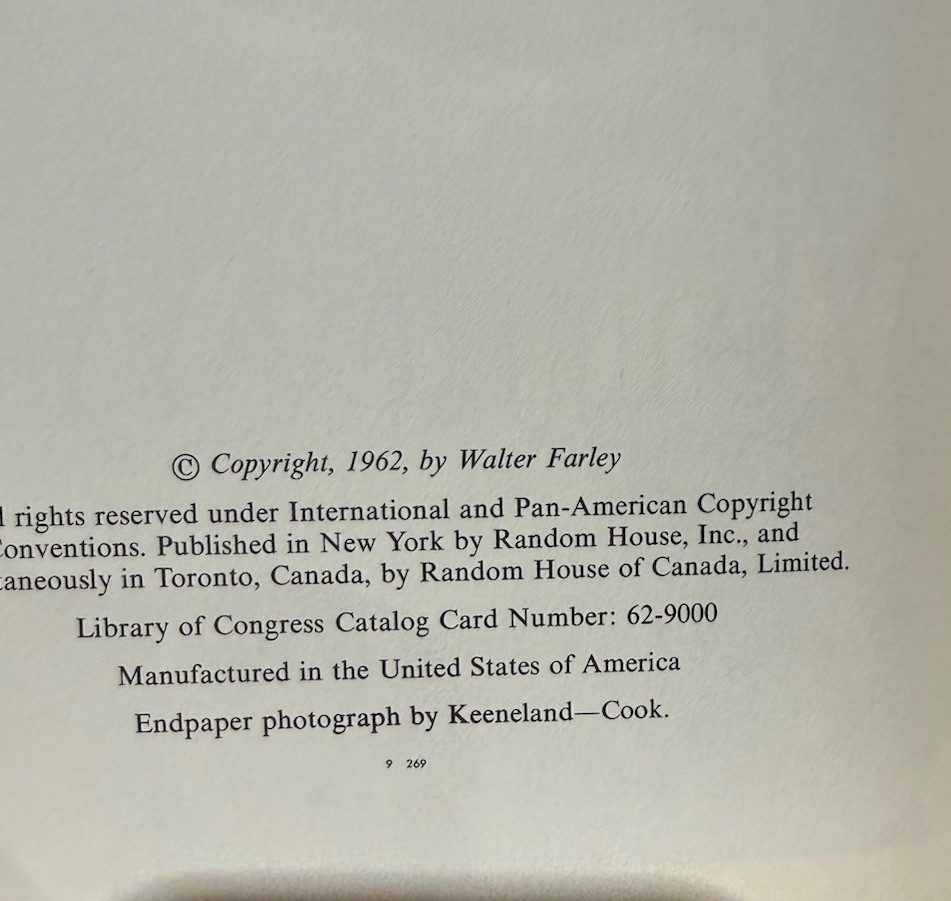 © Copyright, 1962, by Walter Farley
rights reserved under International and Pan-American Copyright
Conventions. Published in New York by Random House, Inc., and
taneously in Toronto, Canada, by Random House of Canada, Limited.
Library of Congress Catalog Card Number: 62-9000
Manufactured in the United States of America
Endpaper photograph by Keeneland—Cook.
9 269